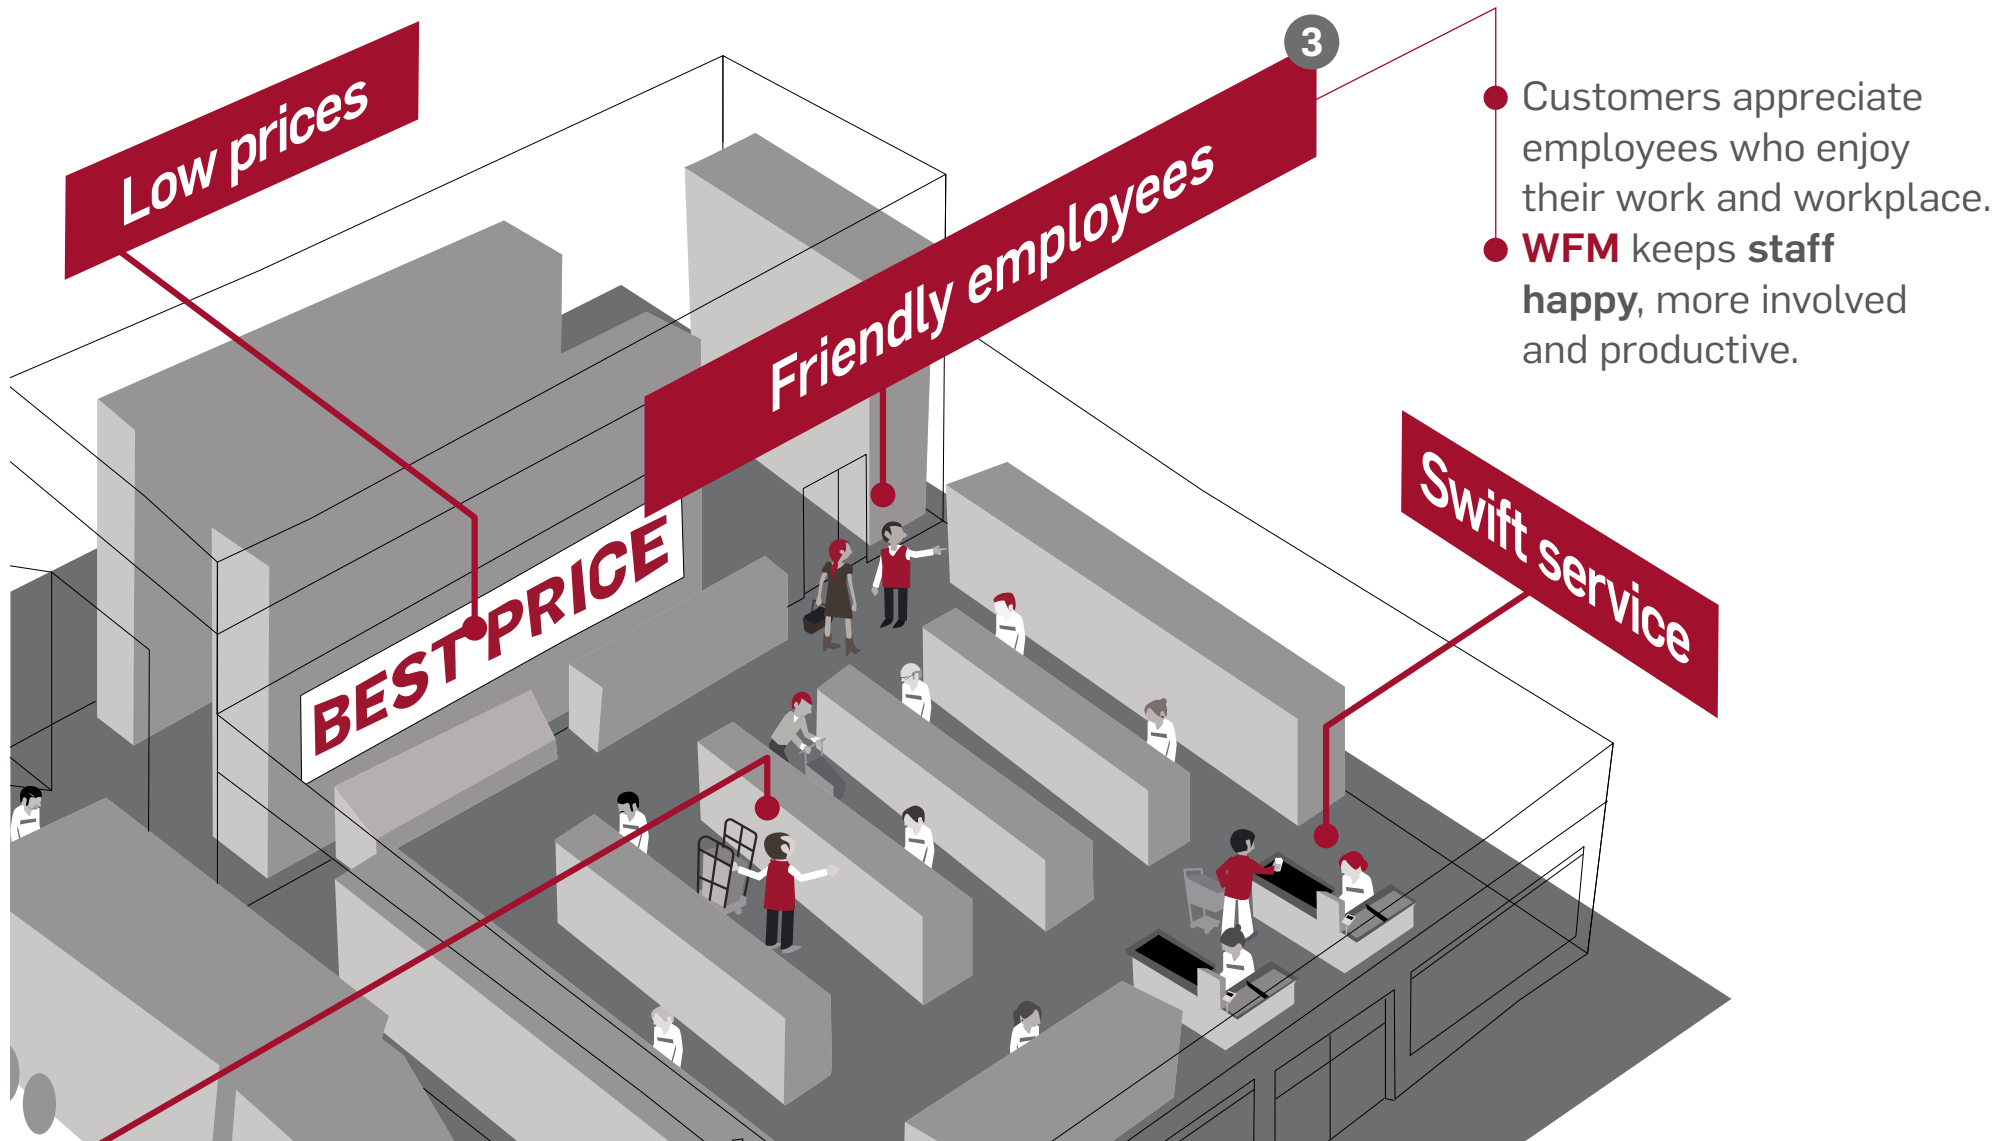 Low prices
3
Friendly employees
Customers appreciate
employees who enjoy
their work and workplace.
WFM keeps staff
happy, more involved
and productive.
Swift service
BEST PRICE